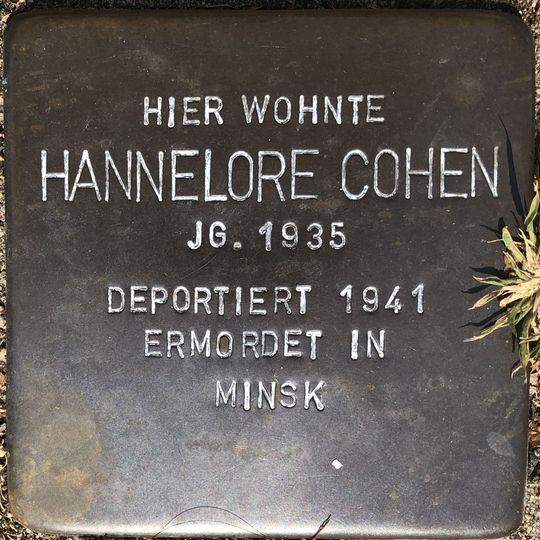 HIER WOHNTE
HANNELORE COHEN
JG. 1935
DEPORTIERT 1941
ERMORDET IN
MINSK